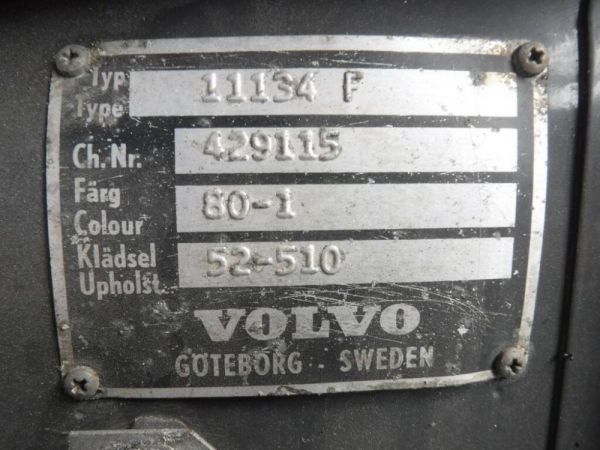 Typ 11134 F
Type
Ch.Nr. 429115
Färg 80-1
Colour
Klädsel 52-510
Upholst.
VOLVO
GÖTEBORG - SWEDEN